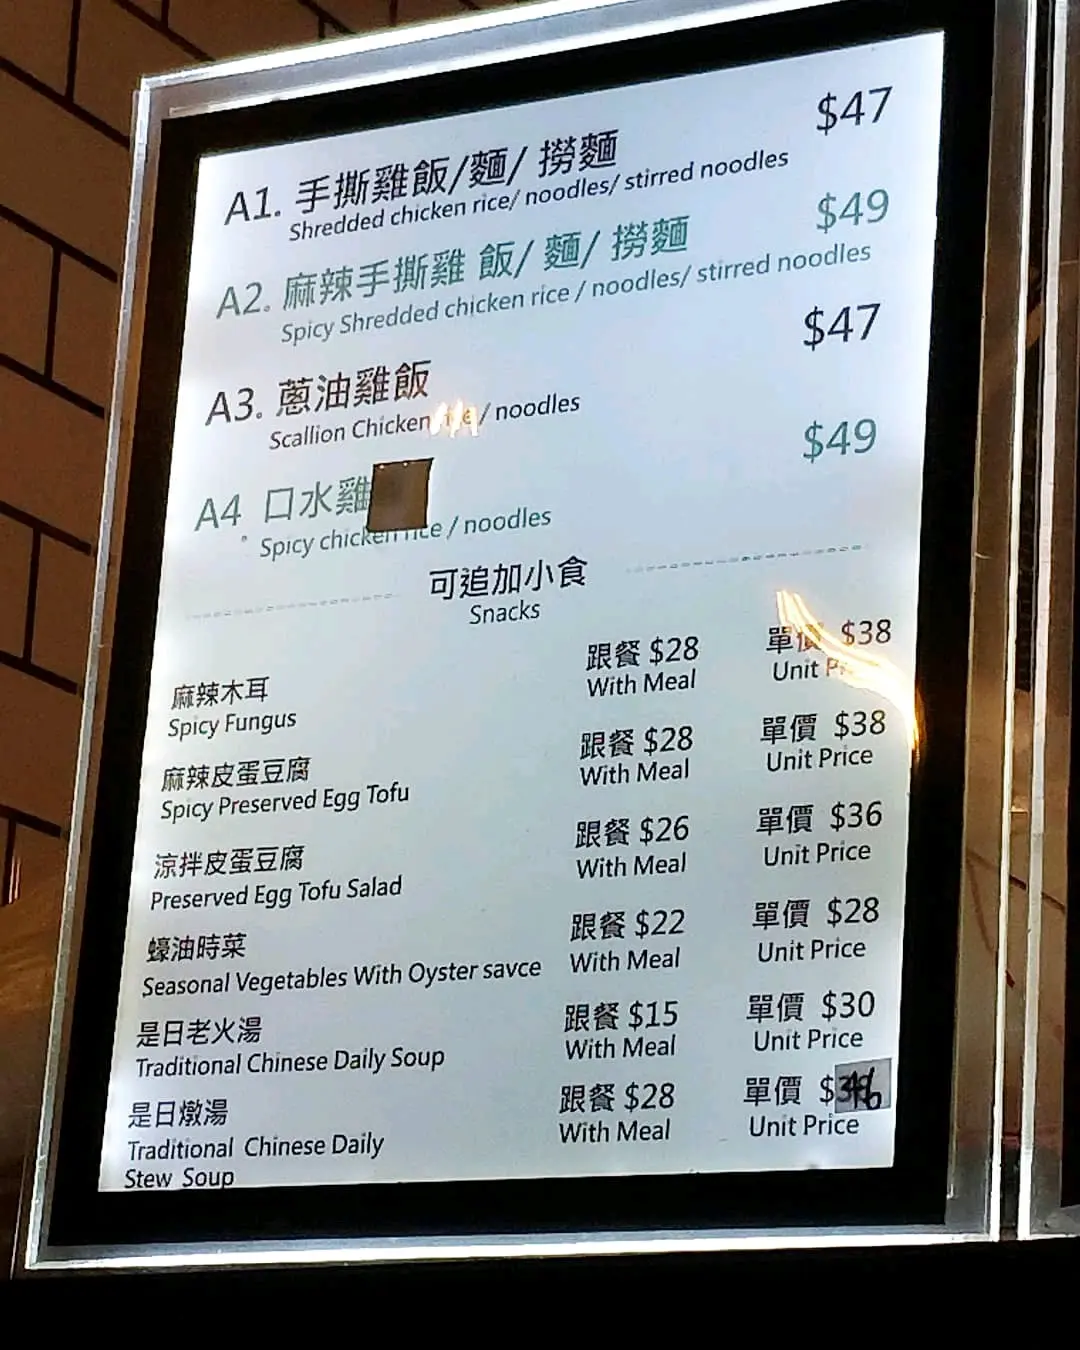 A1. 手撕雞飯/麵/ 撈麵 $47
Shredded chicken rice/ noodles/ stirred noodles
A2. 麻辣手撕雞 飯/ 麵/ 撈麵 $49
Spicy Shredded chicken rice / noodles/ stirred noodles
A3. 蔥油雞飯 $47
Scallion Chicken / noodles
A4. 口水雞 $49
Spicy chicken rice / noodles
可追加小食
Snacks
麻辣木耳 跟餐 $28 單價 $38
Spicy Fungus With Meal Unit Price
麻辣皮蛋豆腐 跟餐 $28 單價 $38
Spicy Preserved Egg Tofu With Meal Unit Price
涼拌皮蛋豆腐 跟餐 $26 單價 $36
Preserved Egg Tofu Salad With Meal Unit Price
蠔油時菜 跟餐 $22 單價 $28
Seasonal Vegetables With Oyster savce With Meal Unit Price
是日老火湯 跟餐 $15 單價 $30
Traditional Chinese Daily Soup With Meal Unit Price
是日燉湯 跟餐 $28 單價 $
Traditional Chinese Daily With Meal Unit Price
Stew Soup